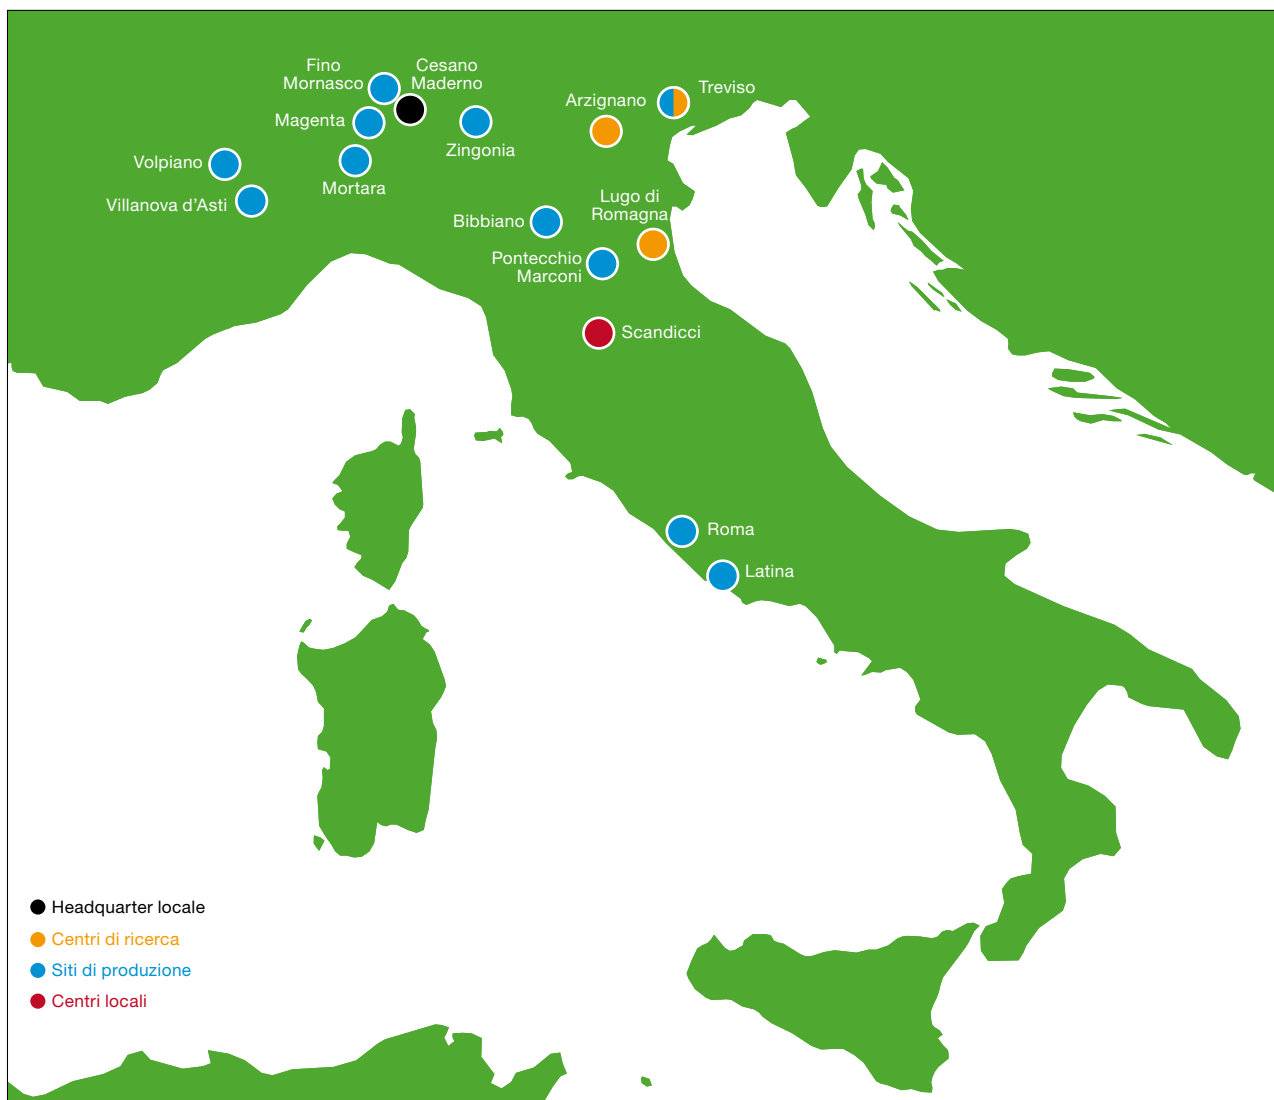 Fino
Mornasco
Cesano
Maderno
Treviso
Arzignano
Magenta
Zingonia
Volpiano
Mortara
Villanova d’Asti
Lugo di
Romagna
Bibbiano
Pontecchio
Marconi
Scandicci
Roma
Latina
Headquarter locale
Centri di ricerca
Siti di produzione
Centri locali